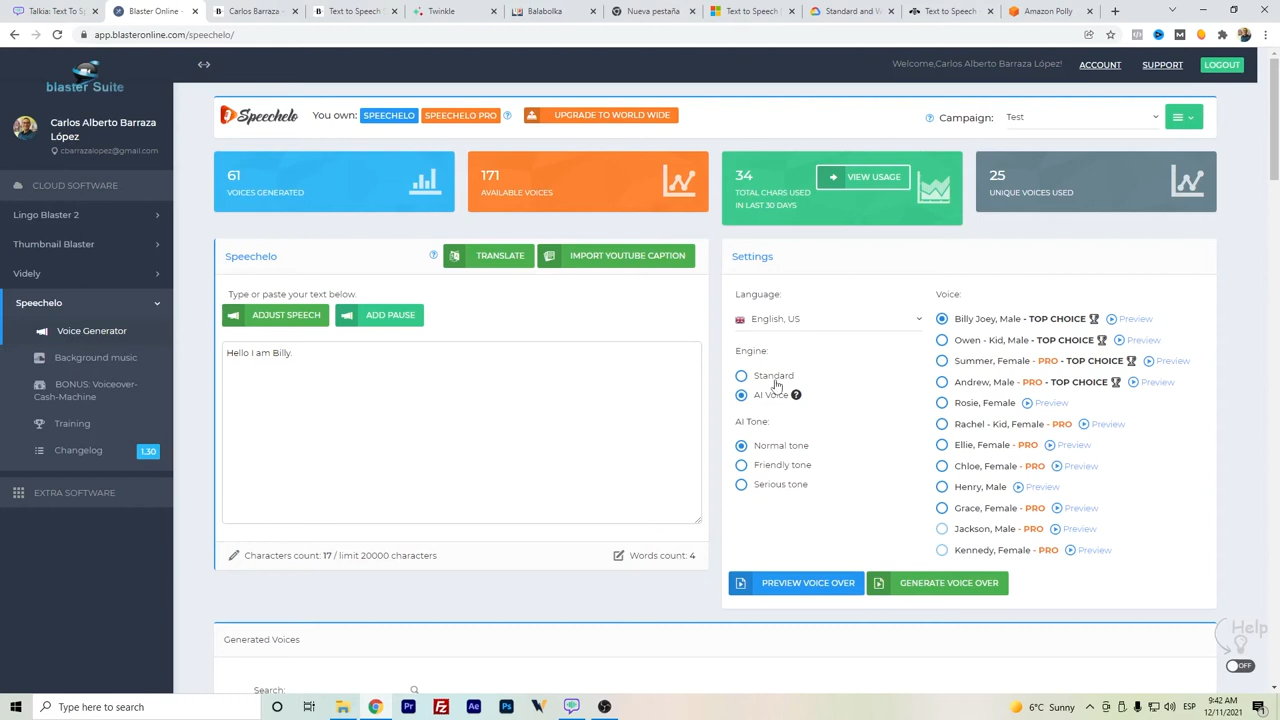 Talkia: Text to
Blaster Online
Carlos Barraza
Text to Speech
Twinkle
Balabolka
Nueva pestaña
Text to Speech
Standard and W
Text to Speech
Amazon Polly
app.blasteronline.com/speechelo/
blaster Suite
Welcome,Carlos Alberto Barraza López!
ACCOUNT
SUPPORT
LOGOUT
Carlos Alberto Barraza
López
cbarrazalopez@gmail.com
CLOUD SOFTWARE
Lingo Blaster 2
Thumbnail Blaster
Videly
Speechelo
Voice Generator
Background music
BONUS: Voiceover-
Cash-Machine
Training
Changelog
1.30
EXTRA SOFTWARE
Speechelo
You own:
SPEECHELO
SPEECHELO PRO
UPGRADE TO WORLD WIDE
Campaign:
Test
61
VOICES GENERATED
171
AVAILABLE VOICES
34
TOTAL CHARS USED
IN LAST 30 DAYS
VIEW USAGE
25
UNIQUE VOICES USED
Speechelo
TRANSLATE
IMPORT YOUTUBE CAPTION
Type or paste your text below.
ADJUST SPEECH
ADD PAUSE
Hello I am Billy.
Characters count: 17 / limit 20000 characters
Words count: 4
Settings
Language:
English, US
Engine:
Standard
AI Voice
AI Tone:
Normal tone
Friendly tone
Serious tone
Voice:
Billy Joey, Male - TOP CHOICE Preview
Owen - Kid, Male - TOP CHOICE Preview
Summer, Female - PRO - TOP CHOICE Preview
Andrew, Male - PRO - TOP CHOICE Preview
Rosie, Female Preview
Rachel - Kid, Female - PRO Preview
Ellie, Female - PRO Preview
Chloe, Female - PRO Preview
Henry, Male Preview
Grace, Female - PRO Preview
Jackson, Male - PRO Preview
Kennedy, Female - PRO Preview
PREVIEW VOICE OVER
GENERATE VOICE OVER
Generated Voices
Search:
Help
OFF
Type here to search
6°C Sunny
ESP
9:42 AM
12/11/2021